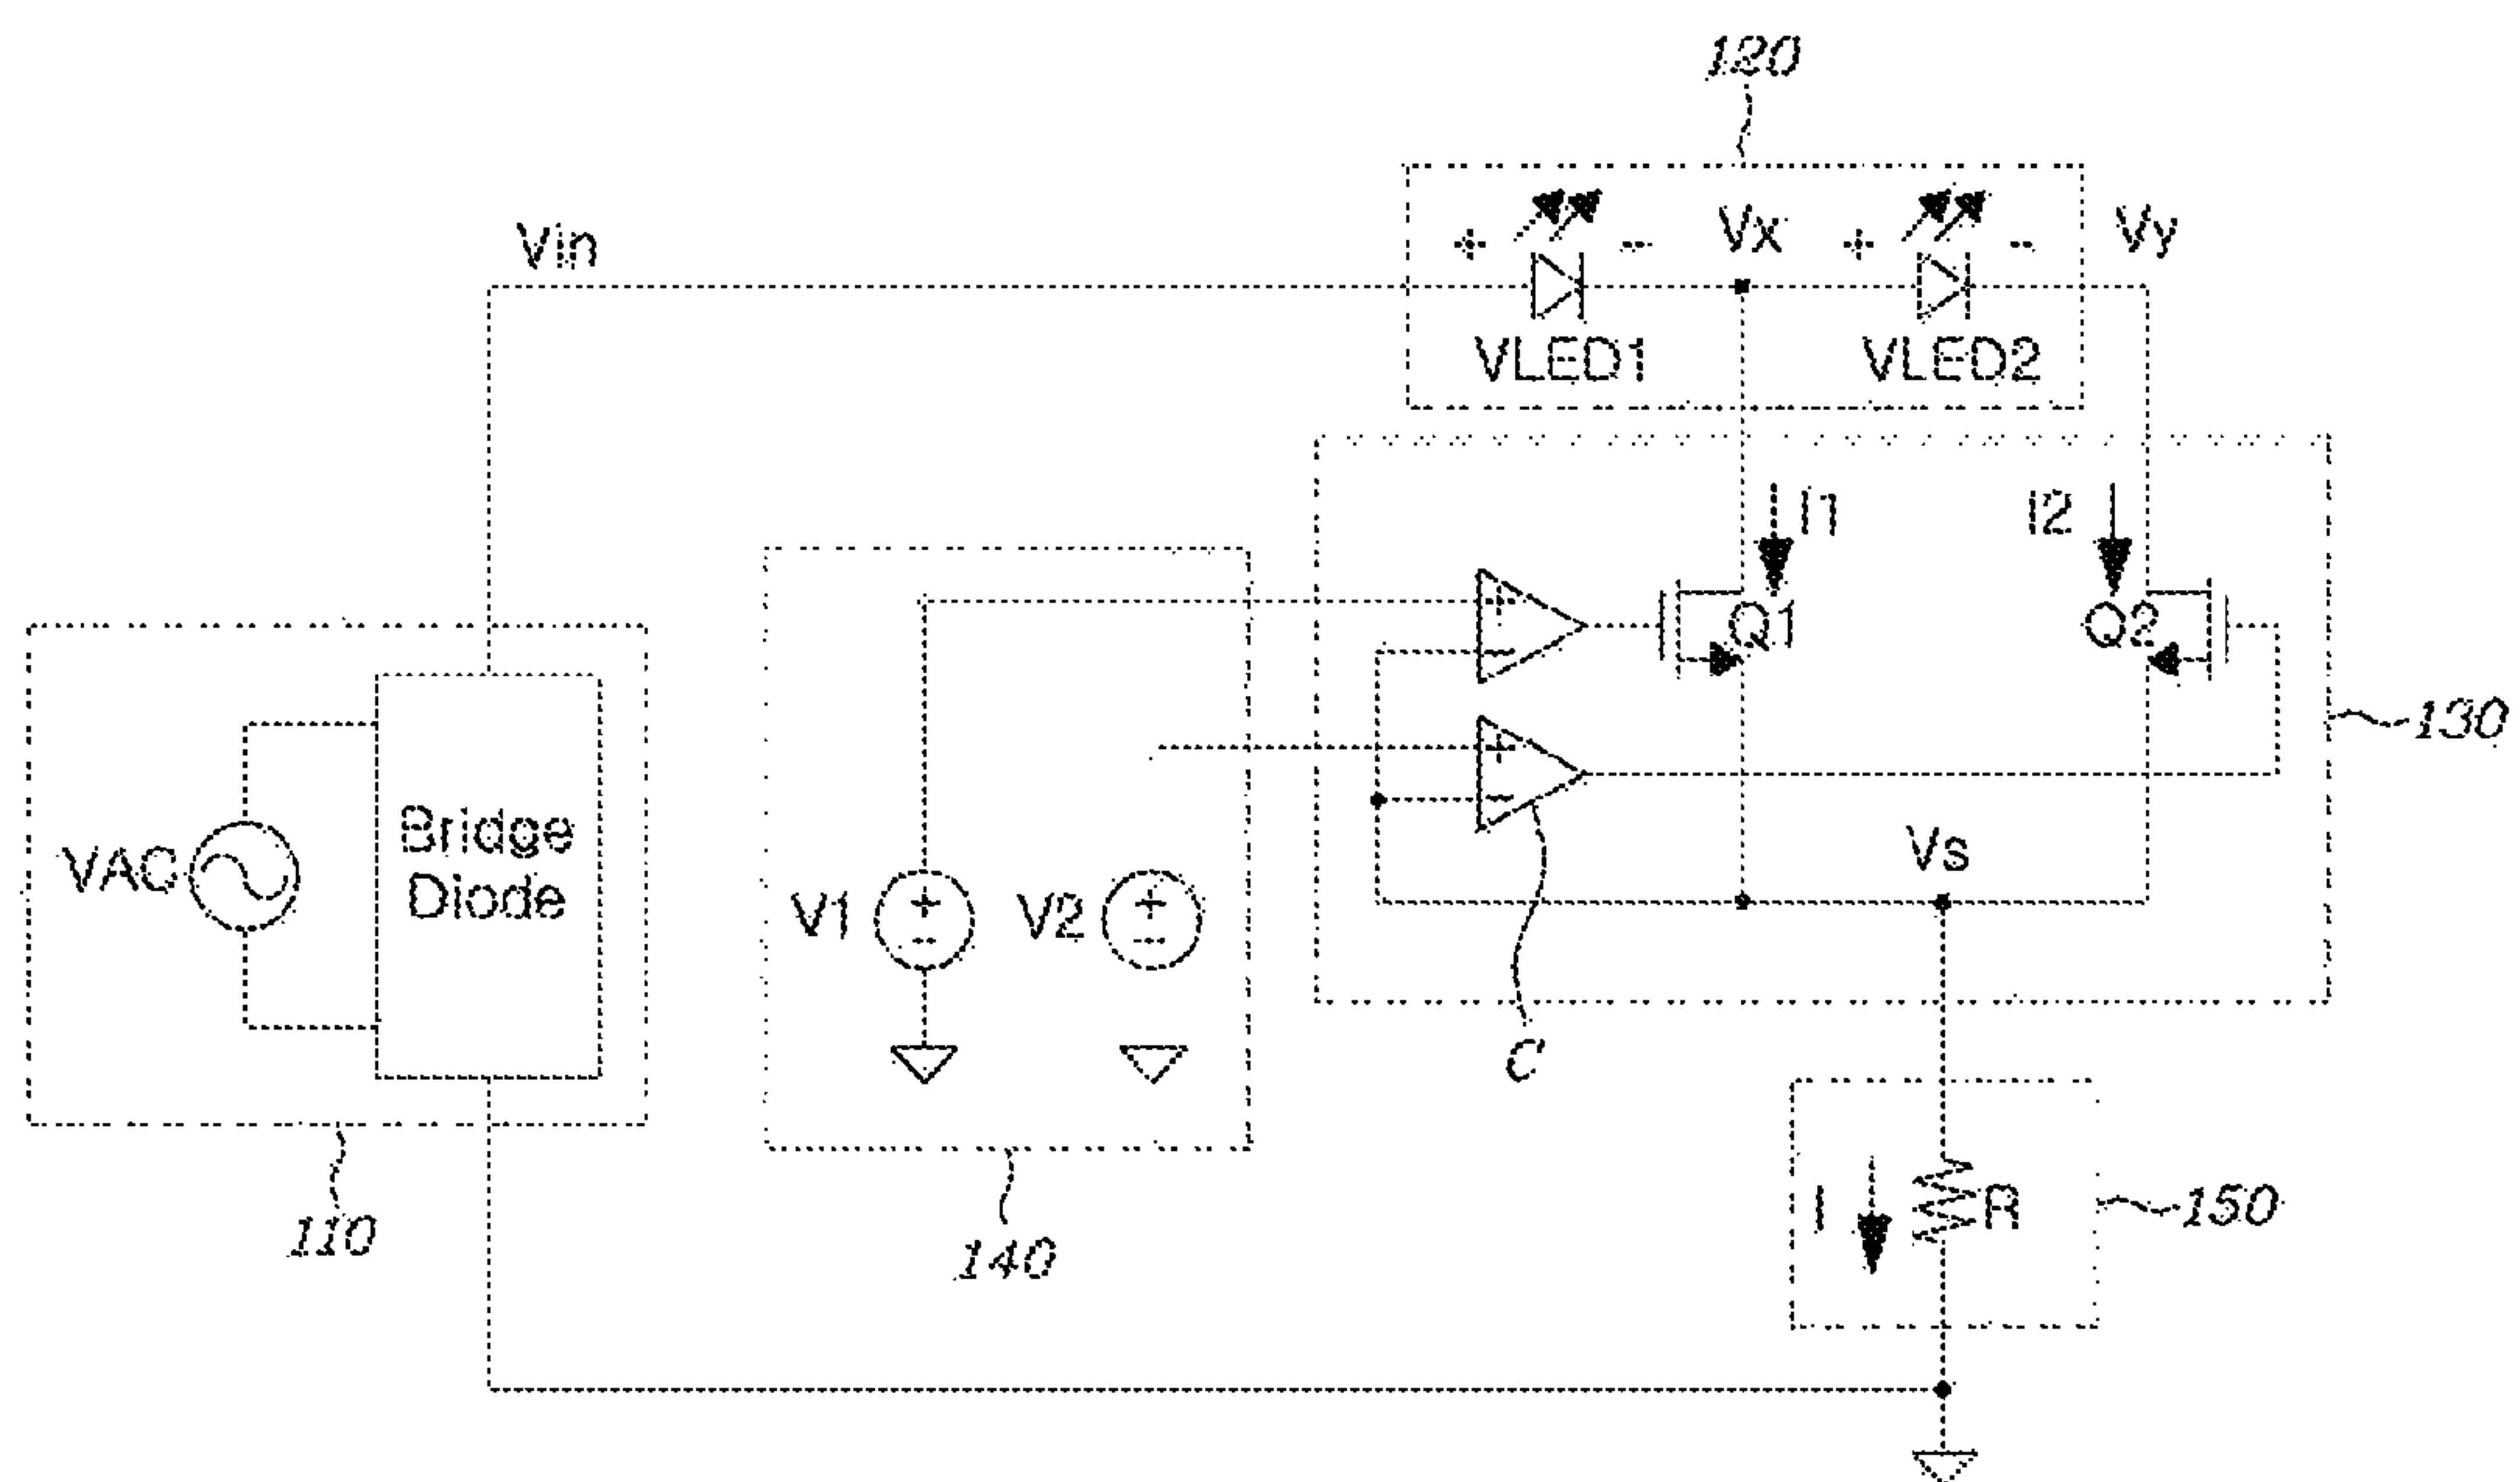 120
Vin
+ - Vx + - Vy
VLED1 VLED2
I1 I2
+ Q1 Q2
-
130
+
-
Bridge
Diode
VAC
Vs
V1 + - V2 + -
C
I R 150
110
140